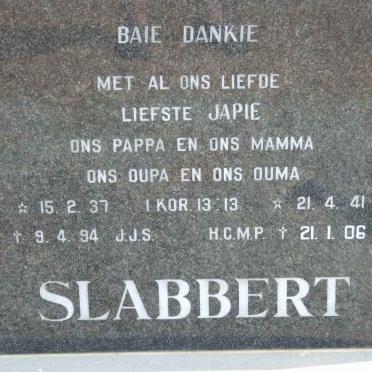 BAIE DANKIE
MET AL ONS LIEFDE
LIEFSTE JAPIE
ONS PAPPA EN ONS MAMMA
ONS OUPA EN ONS OUMA
☆ 15. 2. 37 I KOR. 13:13 ☆ 21. 4. 41
† 9. 4. 94 J.J.S. H.C.M.P. † 21. 1. 06
SLABBERT